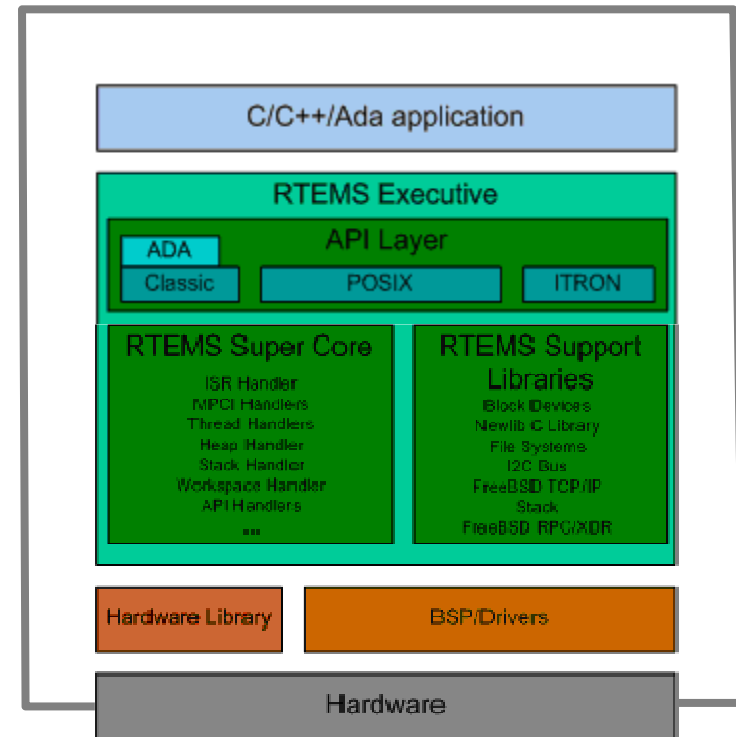 C/C++/Ada application
RTEMS Executive
API Layer
ADA
Classic
POSIX
ITRON
RTEMS Super Core
ISR Handler
MPCI Handlers
Thread Handlers
Heap Handler
Stack Handler
Workspace Handler
API Handlers
...
RTEMS Support
Libraries
Block Devices
Newlib C Library
File Systems
I2C Bus
FreeBSD TCP/IP
Stack
FreeBSD RPC/XDR
Hardware Library
BSP/Drivers
Hardware